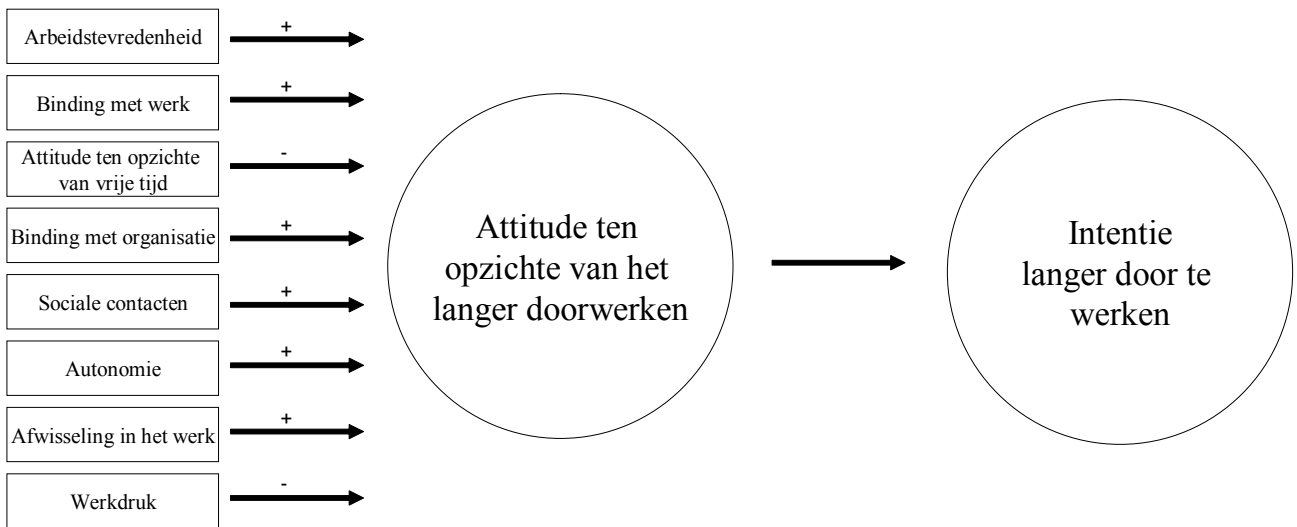 Arbeidstevredenheid
+
Binding met werk
+
Attitude ten opzichte
van vrije tijd
-
Binding met organisatie
+
Sociale contacten
+
Autonomie
+
Afwisseling in het werk
+
Werkdruk
-
Attitude ten
opzichte van het
langer doorwerken
Intentie
langer door te
werken